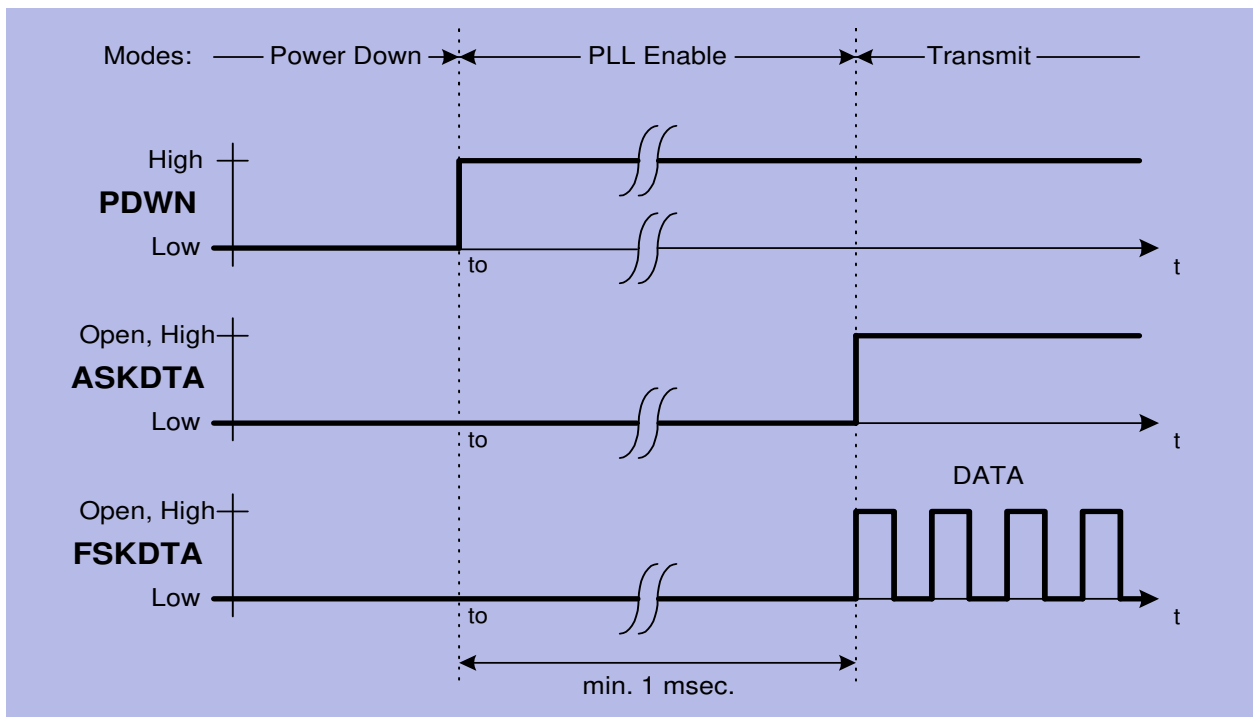 Modes: Power Down PLL Enable Transmit
High
PDWN
Low
to
t
Open, High
ASKDTA
Low
to
t
DATA
Open, High
FSKDTA
Low
to
t
min. 1 msec.